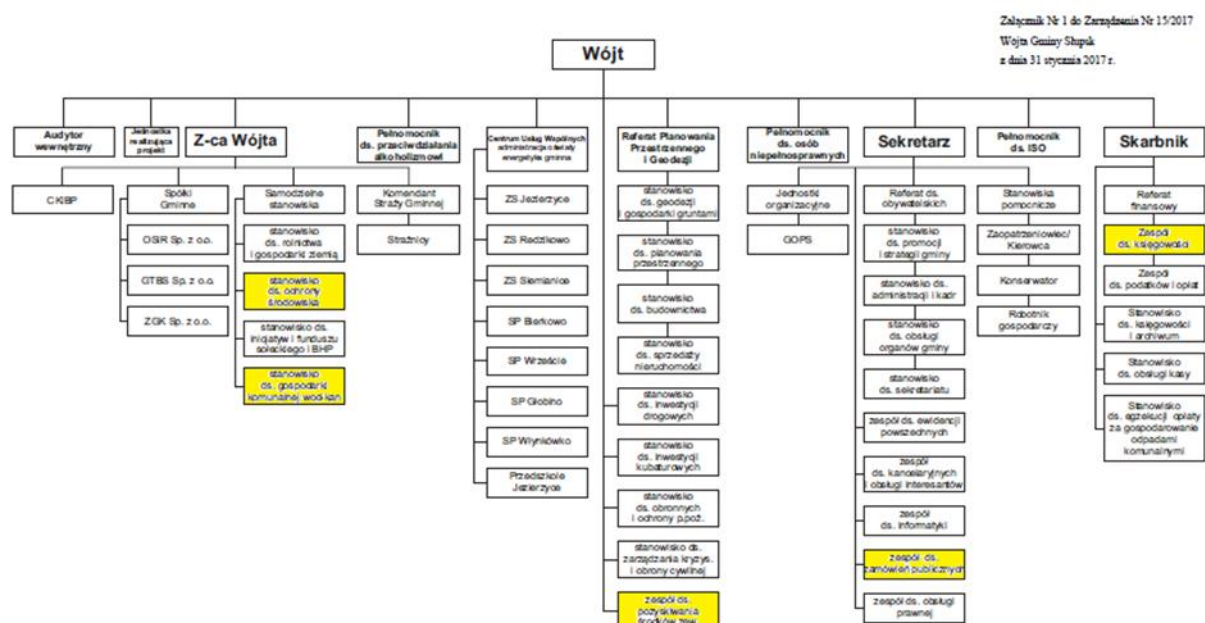 Załącznik Nr 1 do Zarządzenia Nr 15/2017
Wójta Gminy Słupsk
z dnia 31 stycznia 2017 r.
Wójt
Audytor
wewnętrzny
Jednostka
realizująca
projekt
Z-ca Wójta
Pełnomocnik
ds. przeciwdziałania
alkoholizmowi
Centrum Usług Wspólnych
administracja oświaty
energetyk gminna
Referat Planowania
Przestrzennego
i Geodezji
Pełnomocnik
ds. osób
niepełnosprawnych
Sekretarz
Pełnomocnik
ds. ISO
Skarbnik
CKiBP
Spółki
Gminne
OSiR Sp. z o.o.
GTBS Sp. z o.o.
ZGK Sp. z o.o.
Samodzielne
stanowiska
stanowisko
ds. rolnictwa
i gospodarki ziemią
stanowisko
ds. ochrony
środowiska
stanowisko ds.
inicjatyw i funduszu
sołeckiego i BHP
stanowisko
ds. gospodarki
komunalnej wod-kan
Komendant
Straży Gminnej
Strażnicy
ZS Jezierzyce
ZS Redzikowo
ZS Siemianice
SP Bierkowo
SP Wrzeście
SP Głobino
SP Włynkówko
Przedszkole
Jezierzyce
stanowisko
ds. geodezji
i gospodarki gruntami
stanowisko
ds. planowania
przestrzennego
stanowisko
ds. budownictwa
stanowisko
ds. sprzedaży
nieruchomości
stanowisko
ds. inwestycji
drogowych
stanowisko
ds. inwestycji
kubaturowych
stanowisko
ds. obronnych
i ochrony p.poż.
stanowisko ds.
zarządzania kryzys.
i obrony cywilnej
zespół ds.
pozyskiwania
środków zew.
Jednostki
organizacyjne
GOPS
Referat ds.
obywatelskich
stanowisko
ds. promocji
i strategii gminy
stanowisko ds.
administracji i kadr
stanowisko
ds. obsługi
organów gminy
stanowisko
ds. sekretariatu
zespół ds. ewidencji
powszechnych
zespół
ds. kancelaryjnych
i obsługi interesantów
zespół
ds. informatyki
zespół ds.
zamówień publicznych
zespół ds. obsługi
prawnej
Stanowiska
pomocnicze
Zaopatrzeniowiec/
Kierowca
Konserwator
Robotnik
gospodarczy
Referat
finansowy
Zespół
ds. księgowości
Zespół
ds. podatków i opłat
Stanowisko
ds. księgowości
i archiwum
Stanowisko
ds. obsługi kasy
Stanowisko
ds. egzekucji opłaty
za gospodarowanie
odpadami
komunalnymi